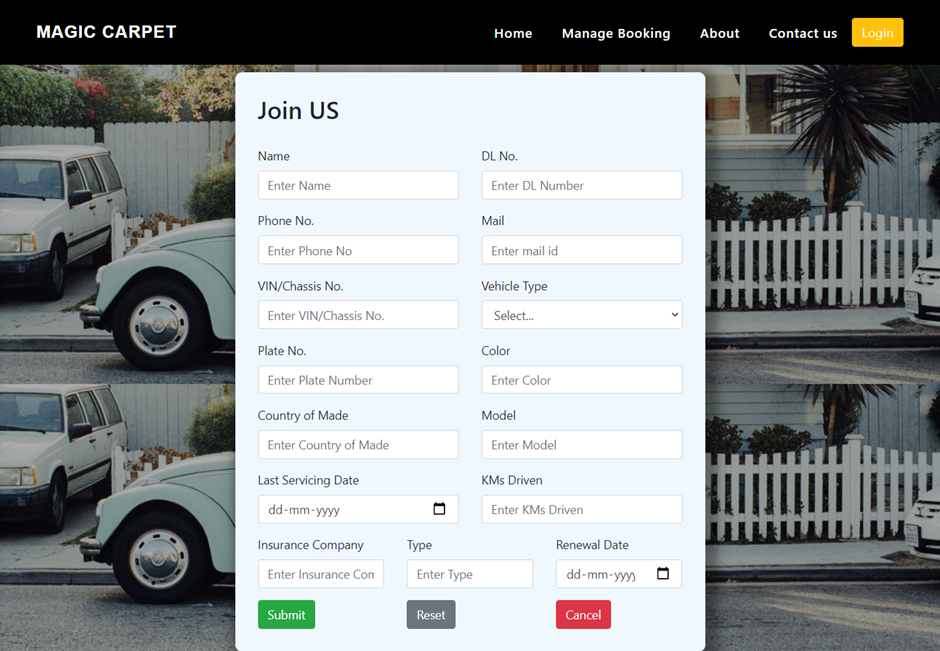 MAGIC CARPET
Home Manage Booking About Contact us Login
Join US
Name DL No.
Enter Name Enter DL Number
Phone No. Mail
Enter Phone No Enter mail id
VIN/Chassis No. Vehicle Type
Enter VIN/Chassis No. Select...
Plate No. Color
Enter Plate Number Enter Color
Country of Made Model
Enter Country of Made Enter Model
Last Servicing Date KMs Driven
dd-mm-yyyy Enter KMs Driven
Insurance Company Type Renewal Date
Enter Insurance Com Enter Type dd-mm-yyyy
Submit Reset Cancel